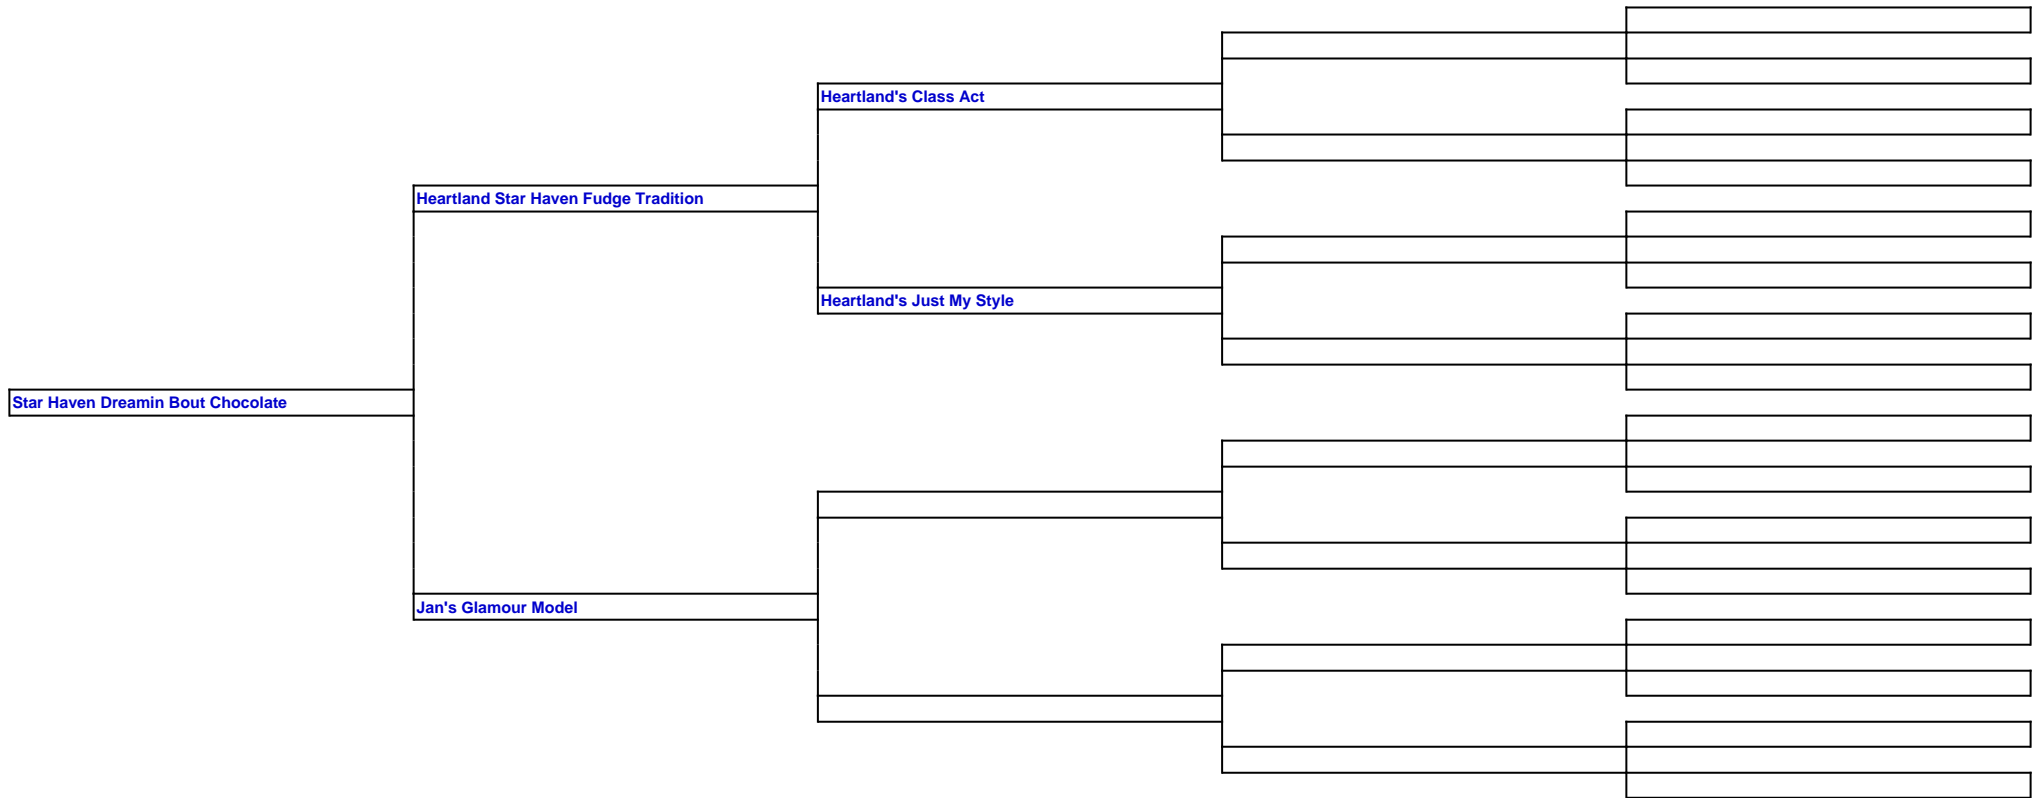 Heartland's Class Act
Heartland Star Haven Fudge Tradition
Heartland's Just My Style
Star Haven Dreamin Bout Chocolate
Jan's Glamour Model